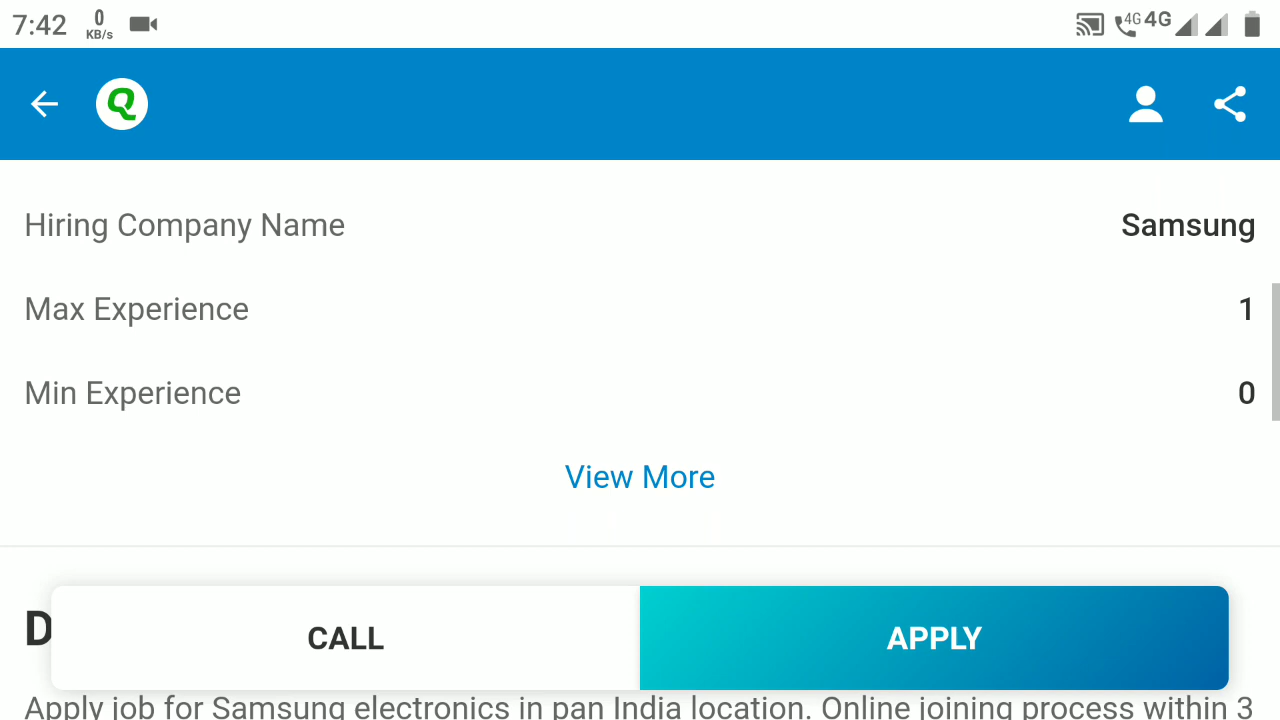 7:42 0 KB/s 4G 4G
Q
Hiring Company Name Samsung
Max Experience 1
Min Experience 0
View More
D
CALL APPLY
Apply job for Samsung electronics in pan India location. Online joining process within 3